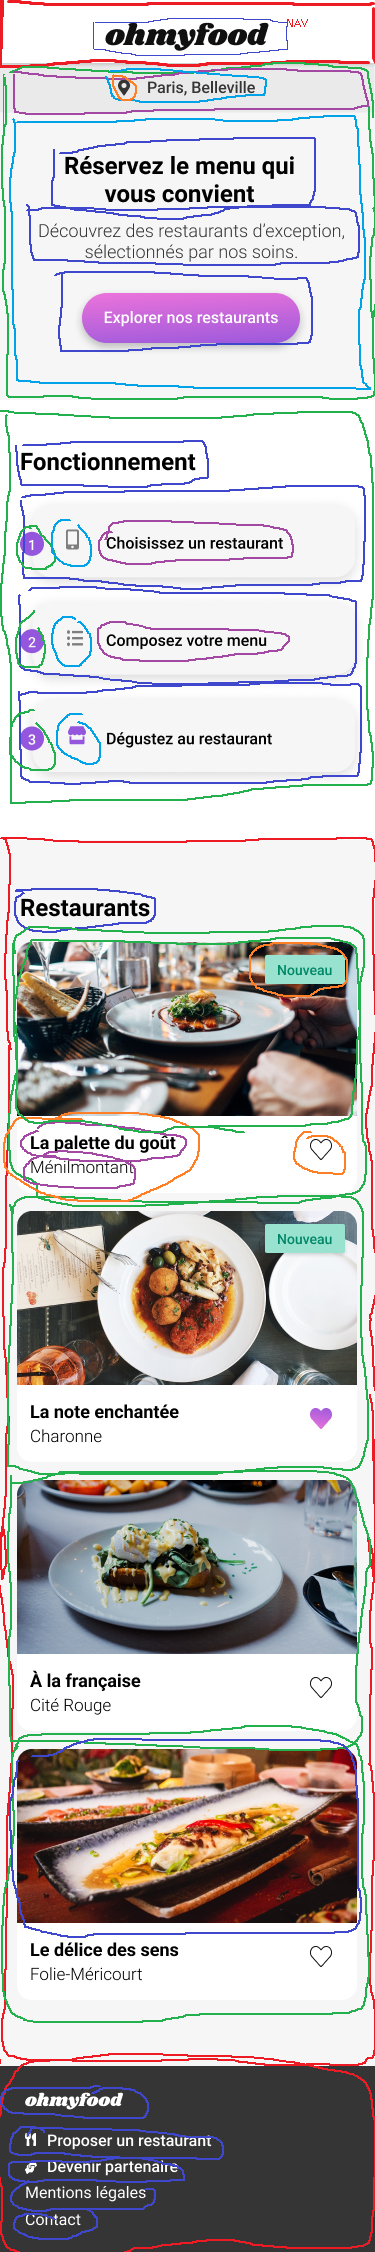 ohmyfood
NAV
Paris, Belleville
Réservez le menu qui
vous convient
Découvrez des restaurants d'exception,
sélectionnés par nos soins.
Explorer nos restaurants
Fonctionnement
1 Choisissez un restaurant
2 Composez votre menu
3 Dégustez au restaurant
Restaurants
Nouveau
La palette du goût
Ménilmontant
Nouveau
La note enchantée
Charonne
À la française
Cité Rouge
Le délice des sens
Folie-Méricourt
ohmyfood
Proposer un restaurant
Devenir partenaire
Mentions légales
Contact